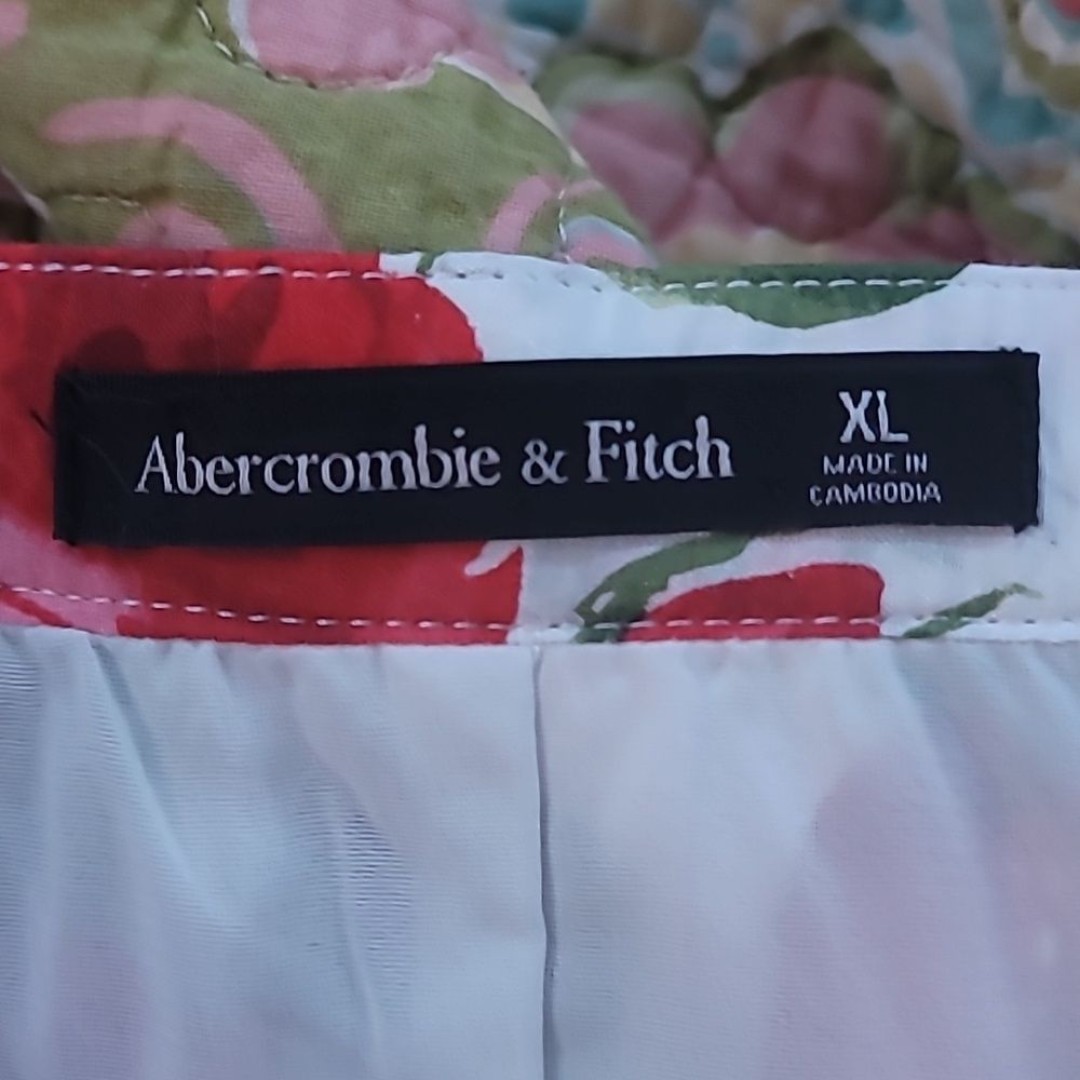 Abercrombie & Fitch
XL
MADE IN
CAMBODIA